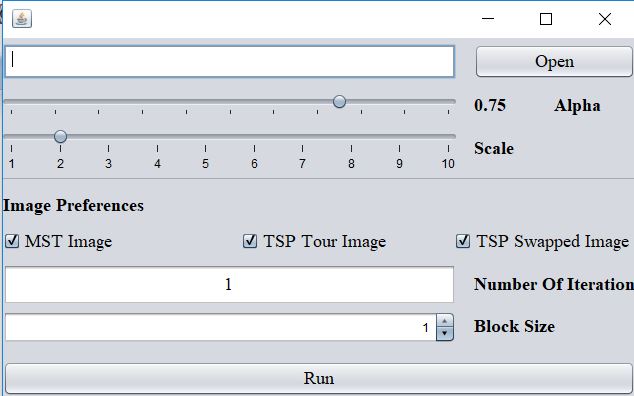 Open
0.75 Alpha
1 2 3 4 5 6 7 8 9 10 Scale
Image Preferences
MST Image TSP Tour Image TSP Swapped Image
1 Number Of Iteration
1 Block Size
Run